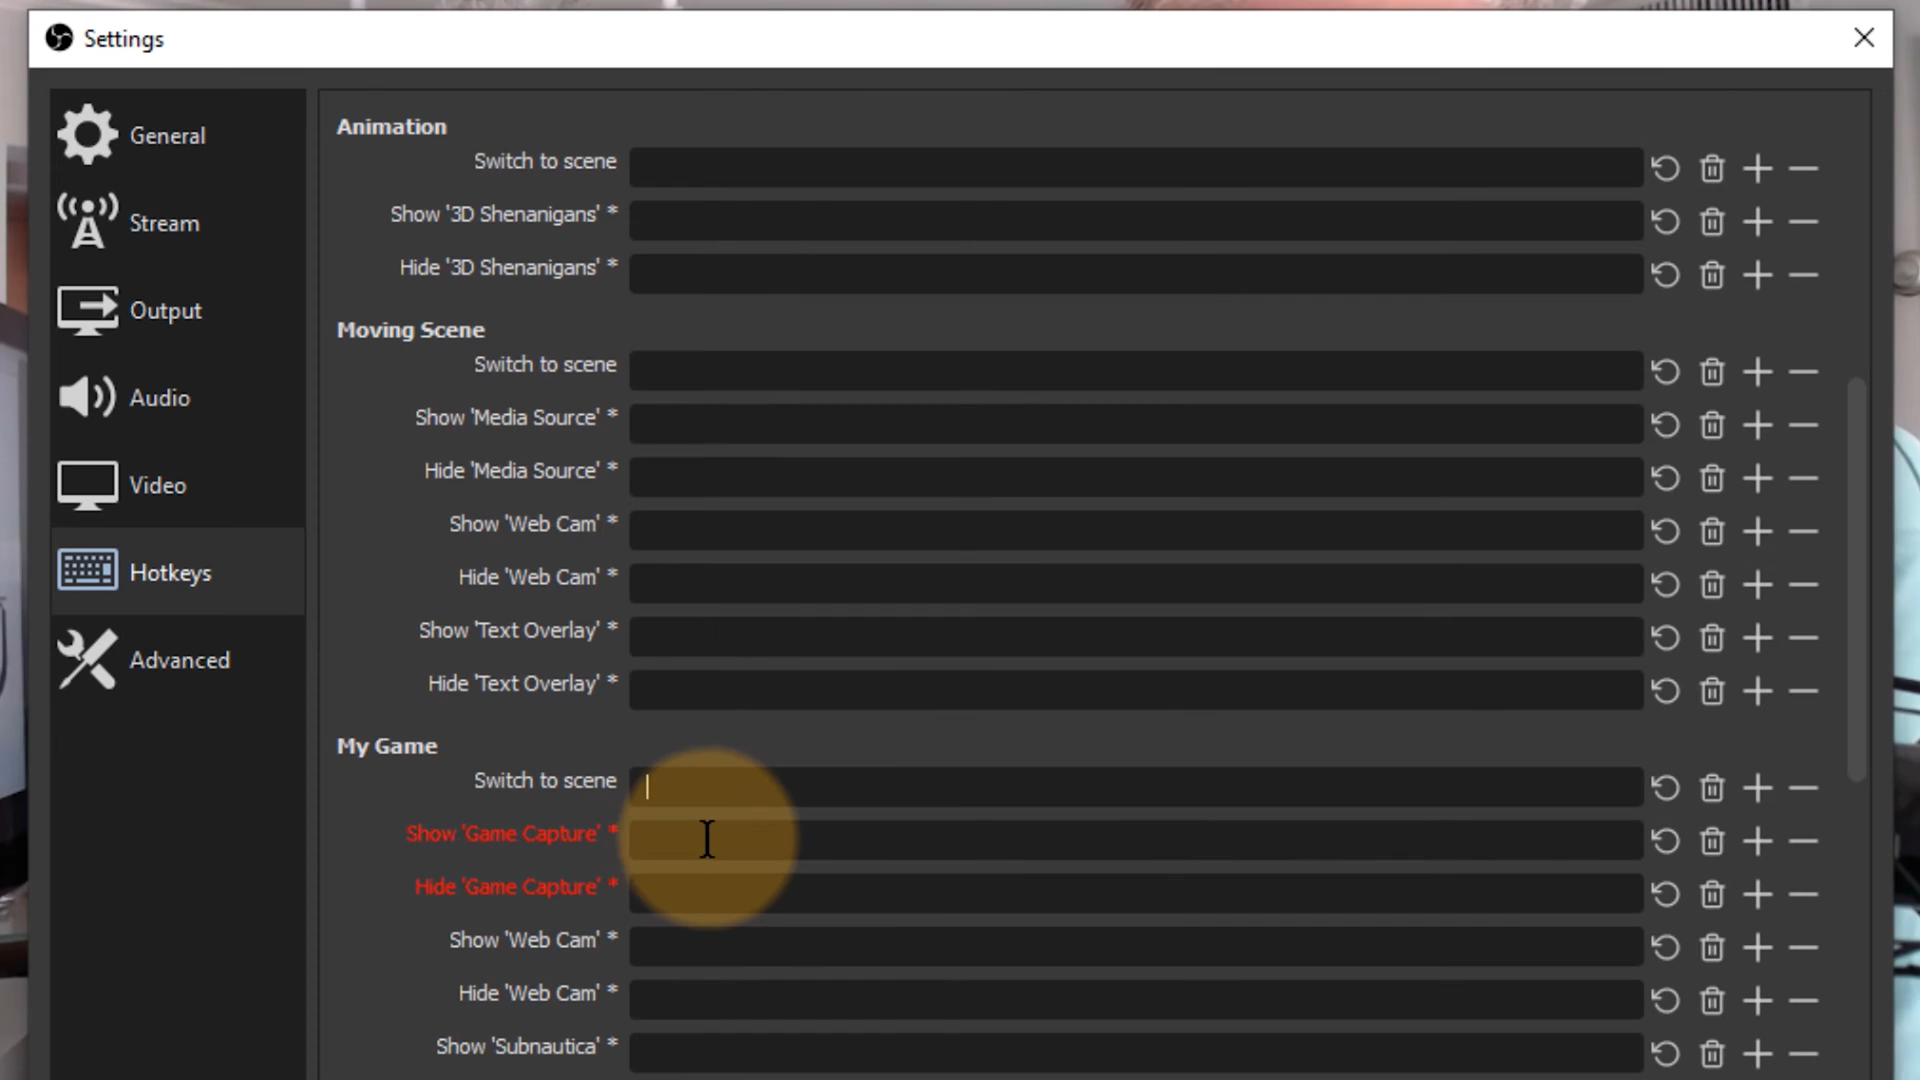 Settings
General
Stream
Output
Audio
Video
Hotkeys
Advanced
Animation
Switch to scene
Show '3D Shenanigans' *
Hide '3D Shenanigans' *
Moving Scene
Switch to scene
Show 'Media Source' *
Hide 'Media Source' *
Show 'Web Cam' *
Hide 'Web Cam' *
Show 'Text Overlay' *
Hide 'Text Overlay' *
My Game
Switch to scene
Show 'Game Capture' *
Hide 'Game Capture' *
Show 'Web Cam' *
Hide 'Web Cam' *
Show 'Subnautica' *